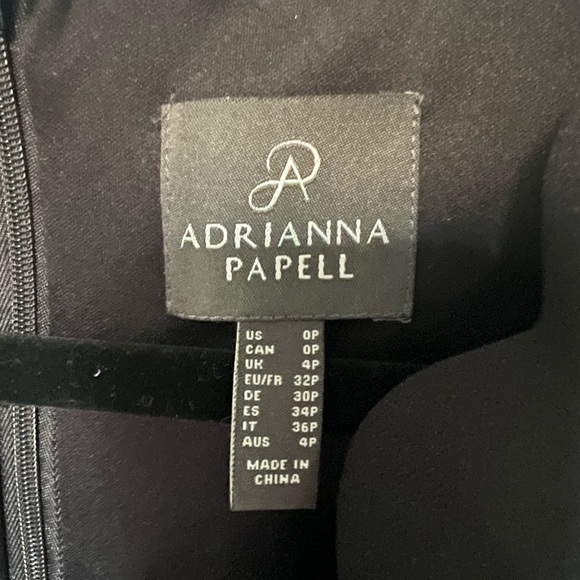 AP
ADRIANNA
PAPELL
US 0P
CAN 0P
UK 4P
EU/FR 32P
DE 30P
ES 34P
IT 36P
AUS 4P
MADE IN
CHINA